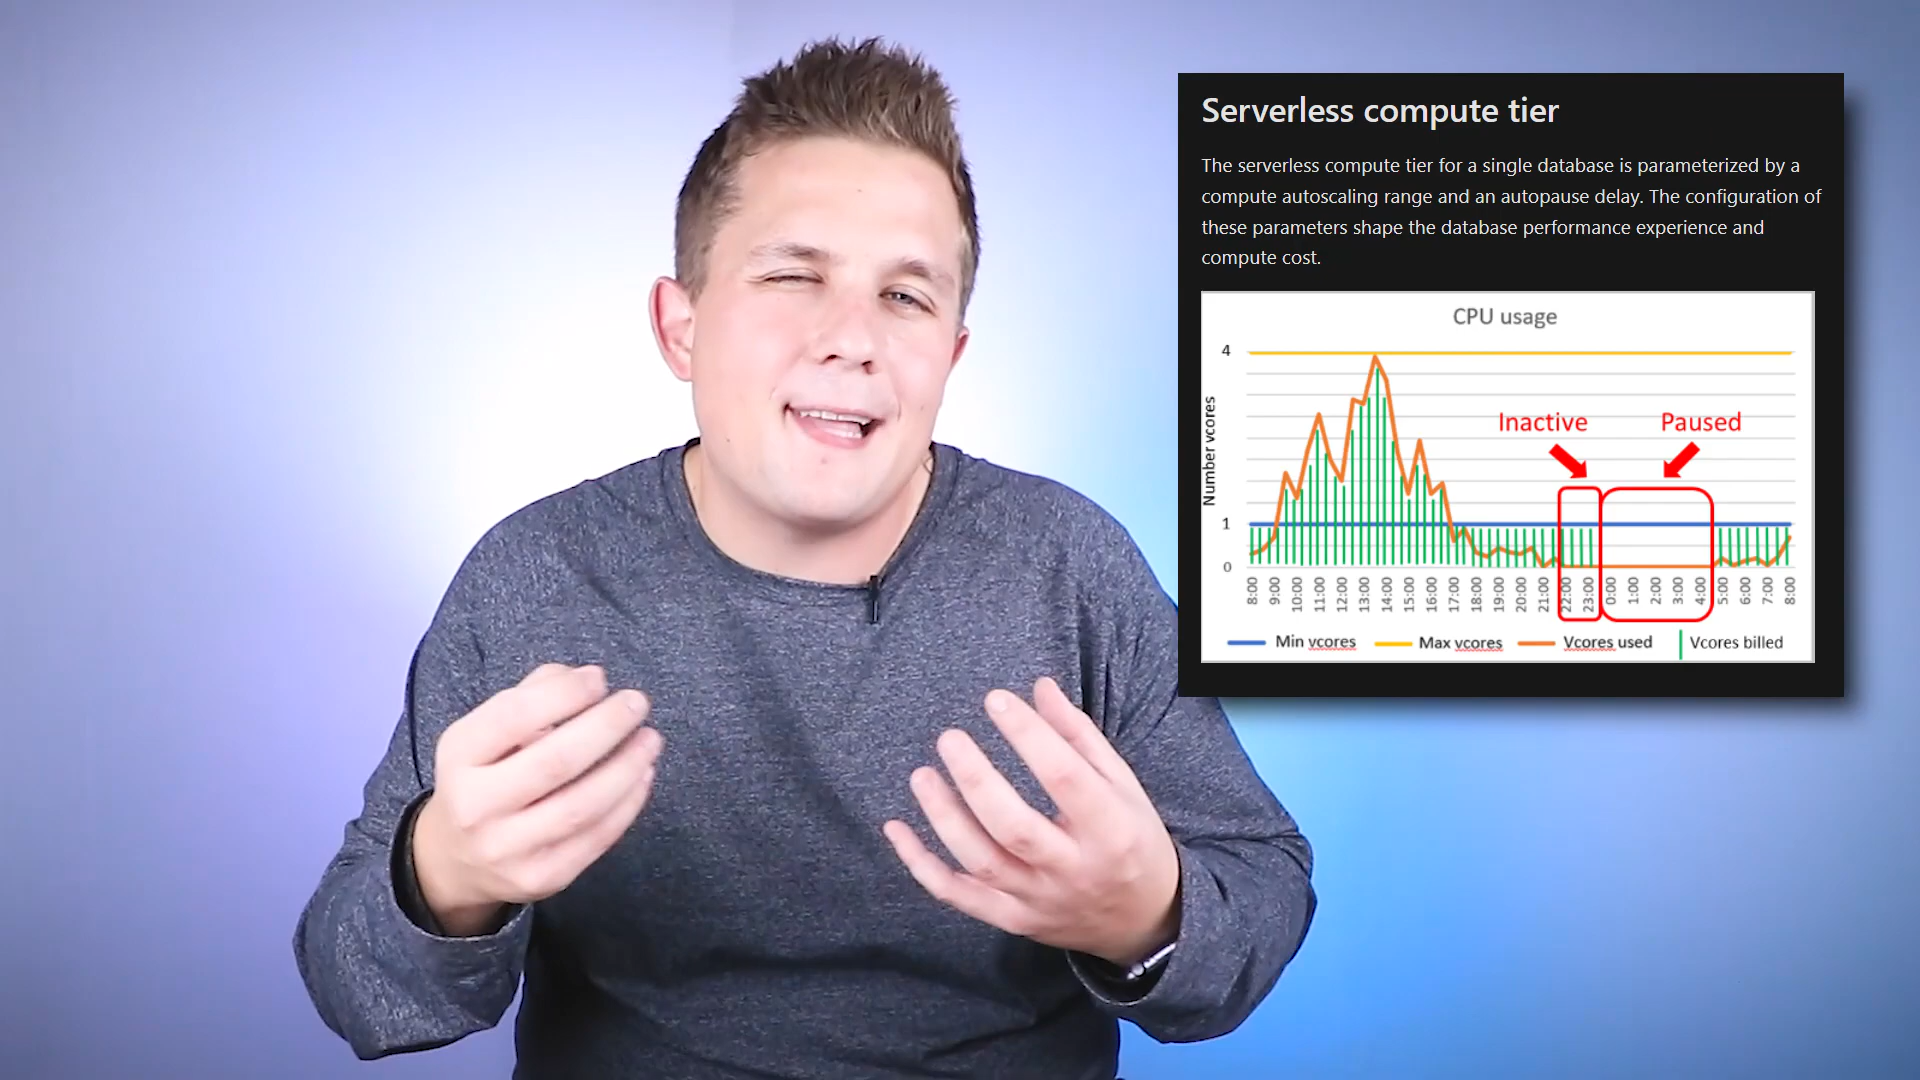 Serverless compute tier
The serverless compute tier for a single database is parameterized by a
compute autoscaling range and an autopause delay. The configuration of
these parameters shape the database performance experience and
compute cost.
CPU usage
4
Number vcores
Inactive Paused
1
0
8:00 9:00 10:00 11:00 12:00 13:00 14:00 15:00 16:00 17:00 18:00 19:00 20:00 21:00 22:00 23:00 0:00 1:00 2:00 3:00 4:00 5:00 6:00 7:00 8:00
Min vcores Max vcores Vcores used Vcores billed